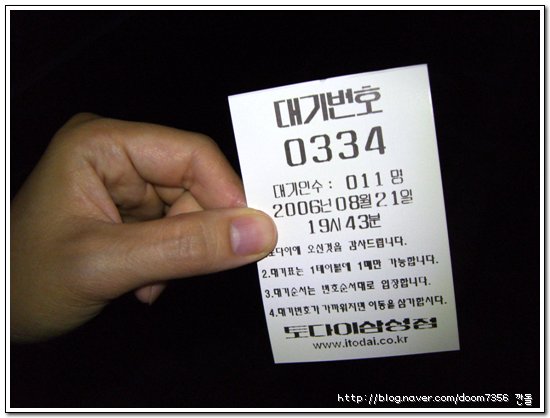 대기번호
0334
대기인수 : 011 명
2006년 08월 21일
19시 43분
토다이에 오신것을 감사드립니다.
2.대기표는 1테이블에 1매만 가능합니다.
3.대기순서는 번호순서대로 입장합니다.
4.대기번호가 가까워지면 이동을 삼가합시다.
토다이삼성점
www.itodai.co.kr
http://blog.naver.com/doom7356 깐돌